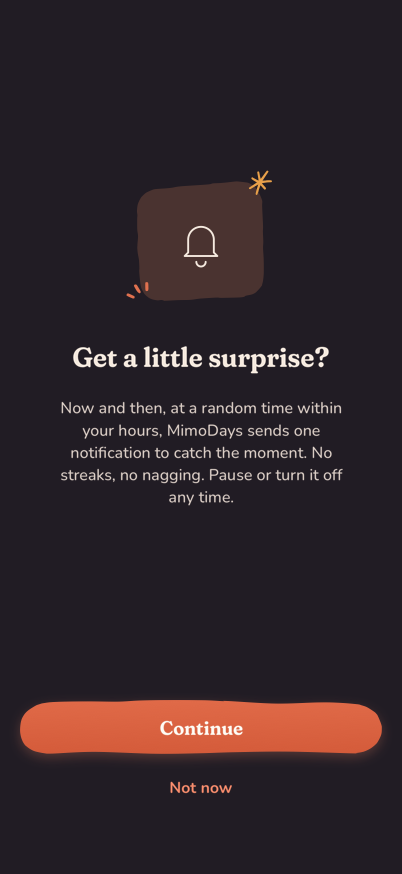 Get a little surprise?
Now and then, at a random time within
your hours, MimoDays sends one
notification to catch the moment. No
streaks, no nagging. Pause or turn it off
any time.
Continue
Not now